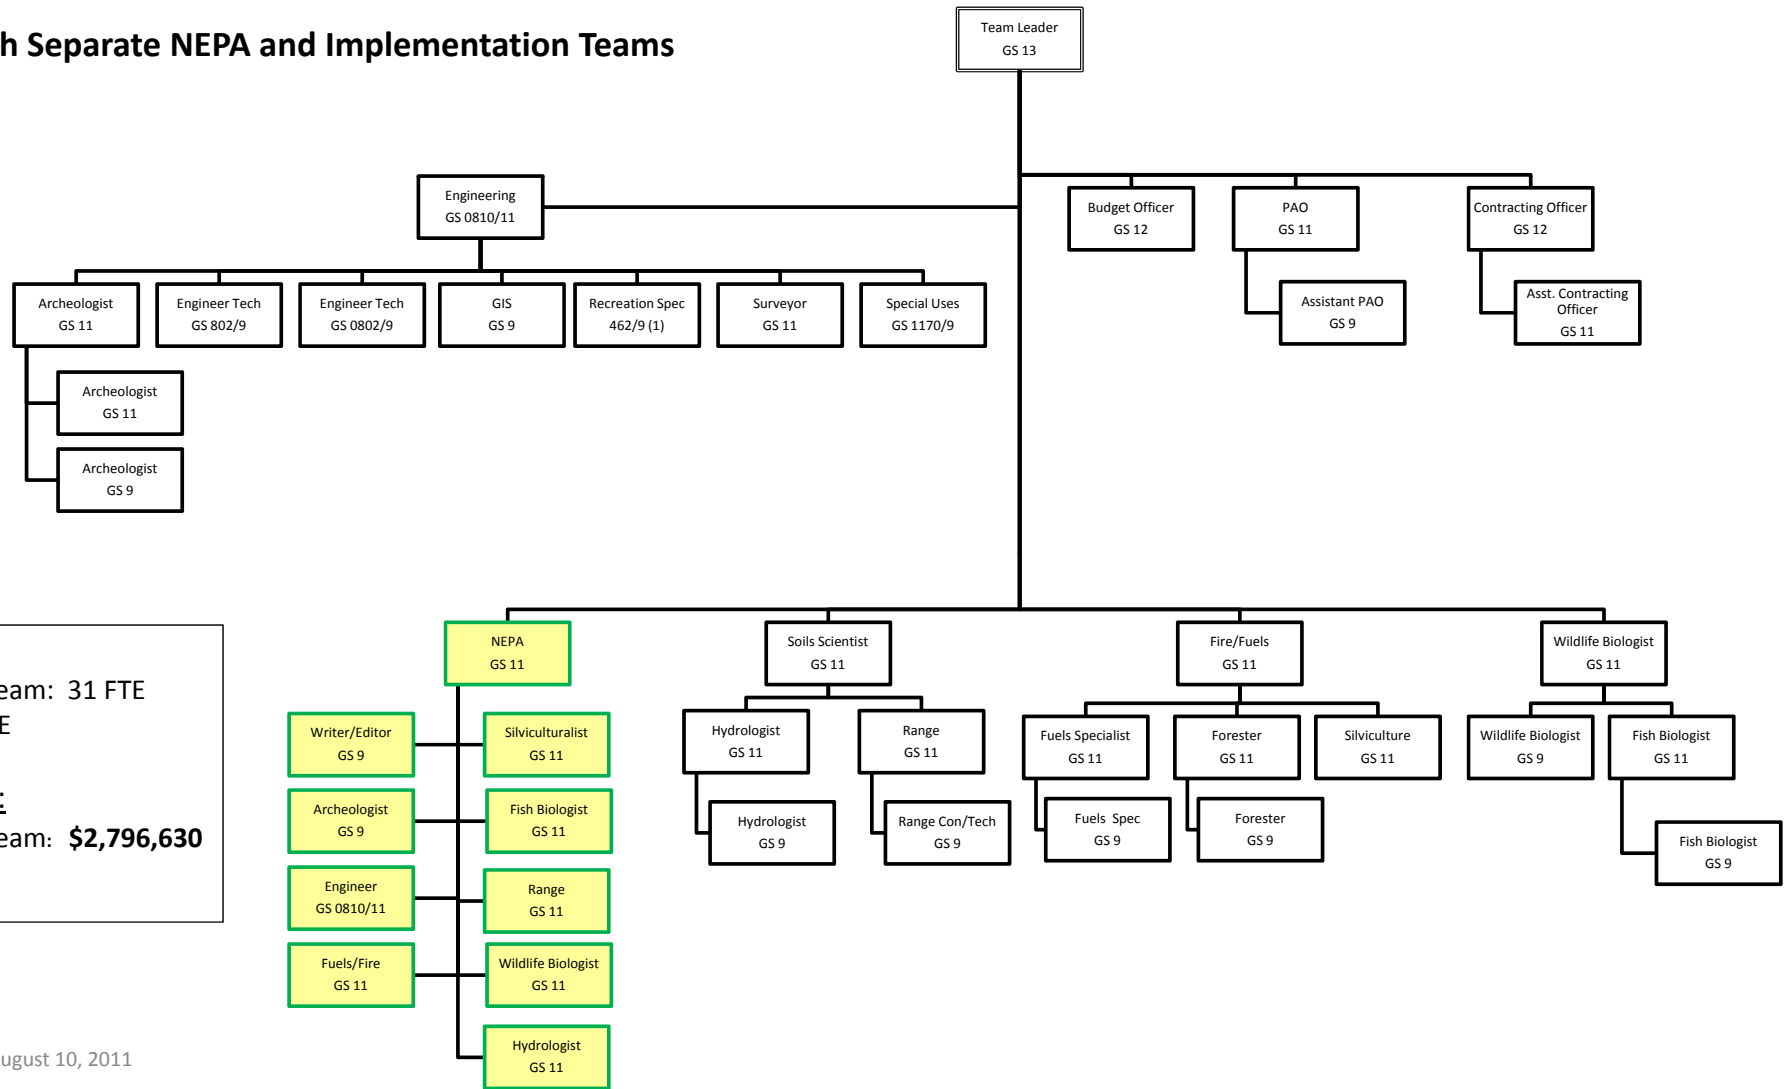 h Separate NEPA and Implementation Teams
Team Leader
GS 13
Engineering
GS 0810/11
Budget Officer
GS 12
PAO
GS 11
Contracting Officer
GS 12
Assistant PAO
GS 9
Asst. Contracting
Officer
GS 11
Archeologist
GS 11
Engineer Tech
GS 802/9
Engineer Tech
GS 0802/9
GIS
GS 9
Recreation Spec
462/9 (1)
Surveyor
GS 11
Special Uses
GS 1170/9
Archeologist
GS 11
Archeologist
GS 9
eam: 31 FTE
E
:
eam: $2,796,630
NEPA
GS 11
Writer/Editor
GS 9
Silviculturalist
GS 11
Archeologist
GS 9
Fish Biologist
GS 11
Engineer
GS 0810/11
Range
GS 11
Fuels/Fire
GS 11
Wildlife Biologist
GS 11
Hydrologist
GS 11
Soils Scientist
GS 11
Hydrologist
GS 11
Range
GS 11
Hydrologist
GS 9
Range Con/Tech
GS 9
Fire/Fuels
GS 11
Fuels Specialist
GS 11
Forester
GS 11
Silviculture
GS 11
Fuels Spec
GS 9
Forester
GS 9
Wildlife Biologist
GS 11
Wildlife Biologist
GS 9
Fish Biologist
GS 11
Fish Biologist
GS 9
ugust 10, 2011